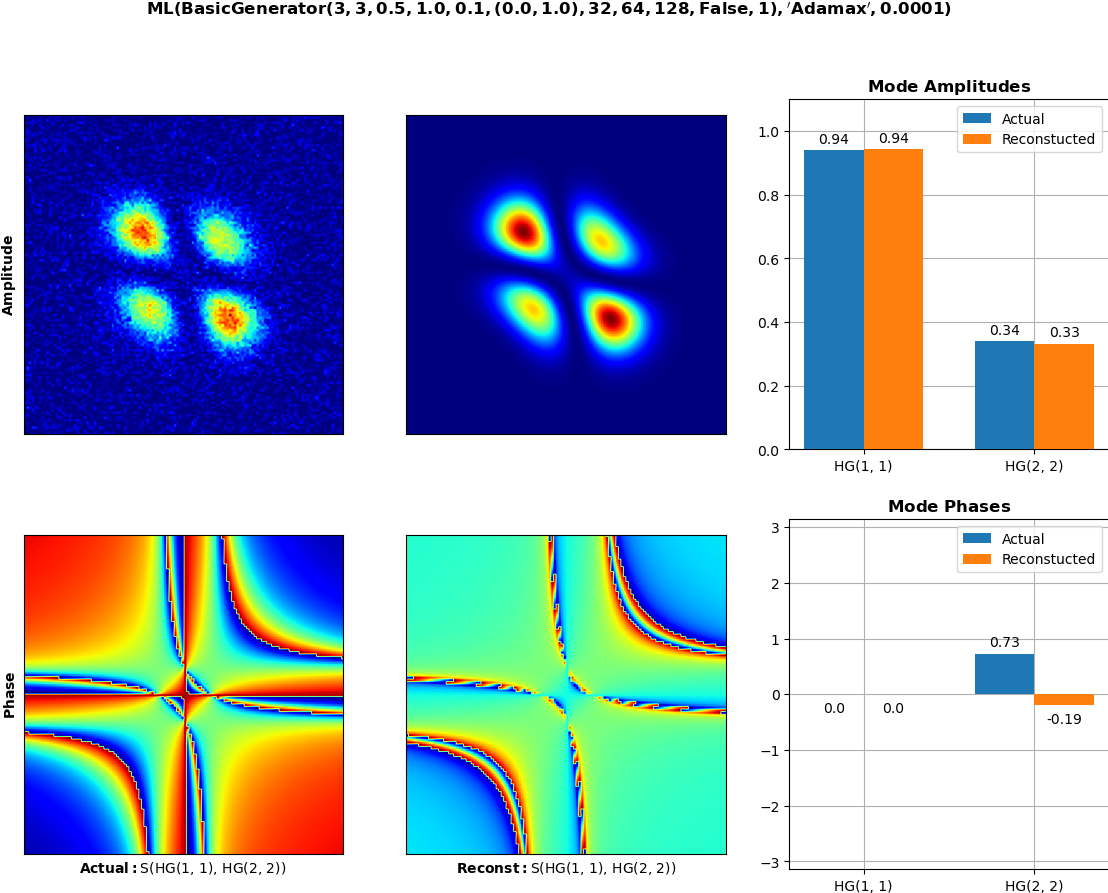 ML(BasicGenerator(3, 3, 0.5, 1.0, 0.1, (0.0, 1.0), 32, 64, 128, False, 1), ′Adamax′, 0.0001)
Amplitude
Mode Amplitudes
Actual
Reconstucted
1.0
0.8
0.6
0.4
0.2
0.0
0.94
0.94
0.34
0.33
HG(1, 1)
HG(2, 2)
Phase
Actual: S(HG(1, 1), HG(2, 2))
Reconst: S(HG(1, 1), HG(2, 2))
Mode Phases
Actual
Reconstucted
3
2
1
0
−1
−2
−3
0.0
0.0
0.73
-0.19
HG(1, 1)
HG(2, 2)